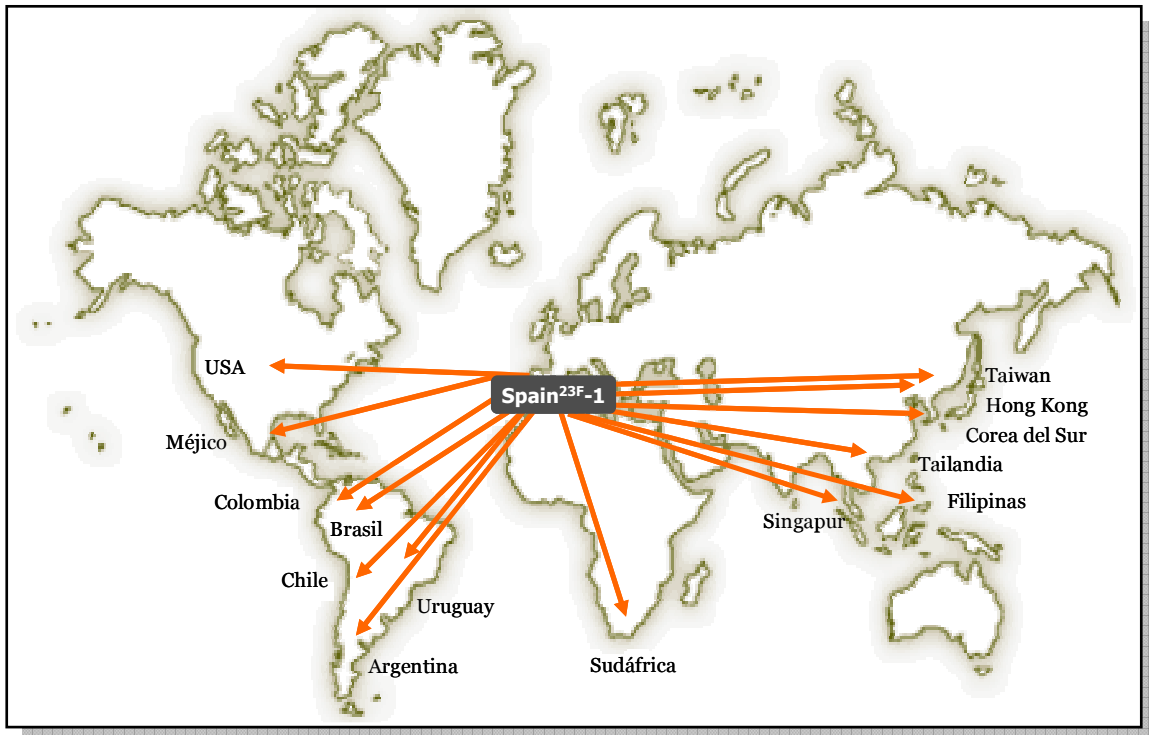 USA
Spain²³ᶠ-1
Taiwan
Hong Kong
Méjico
Corea del Sur
Tailandia
Colombia
Filipinas
Brasil
Singapur
Chile
Uruguay
Argentina
Sudáfrica